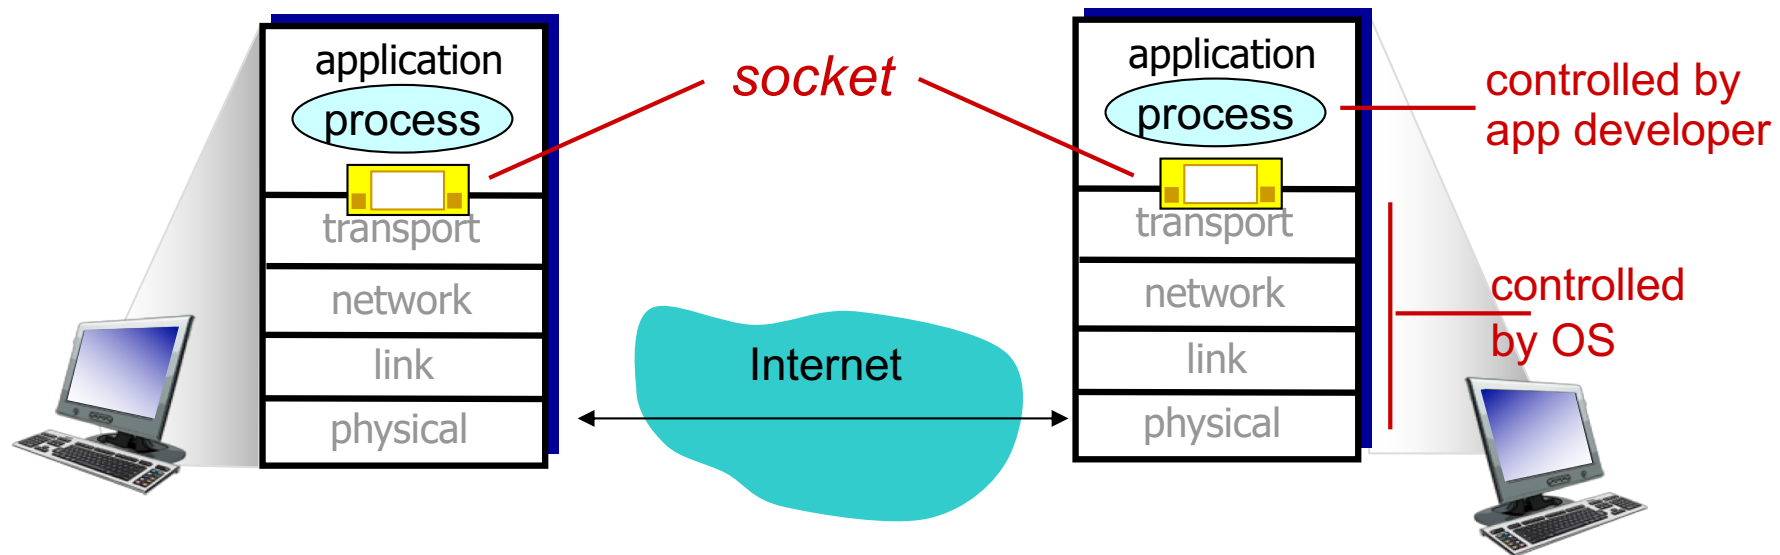 application
process
transport
network
link
physical
socket
Internet
application
process
transport
network
link
physical
controlled by
app developer
controlled
by OS